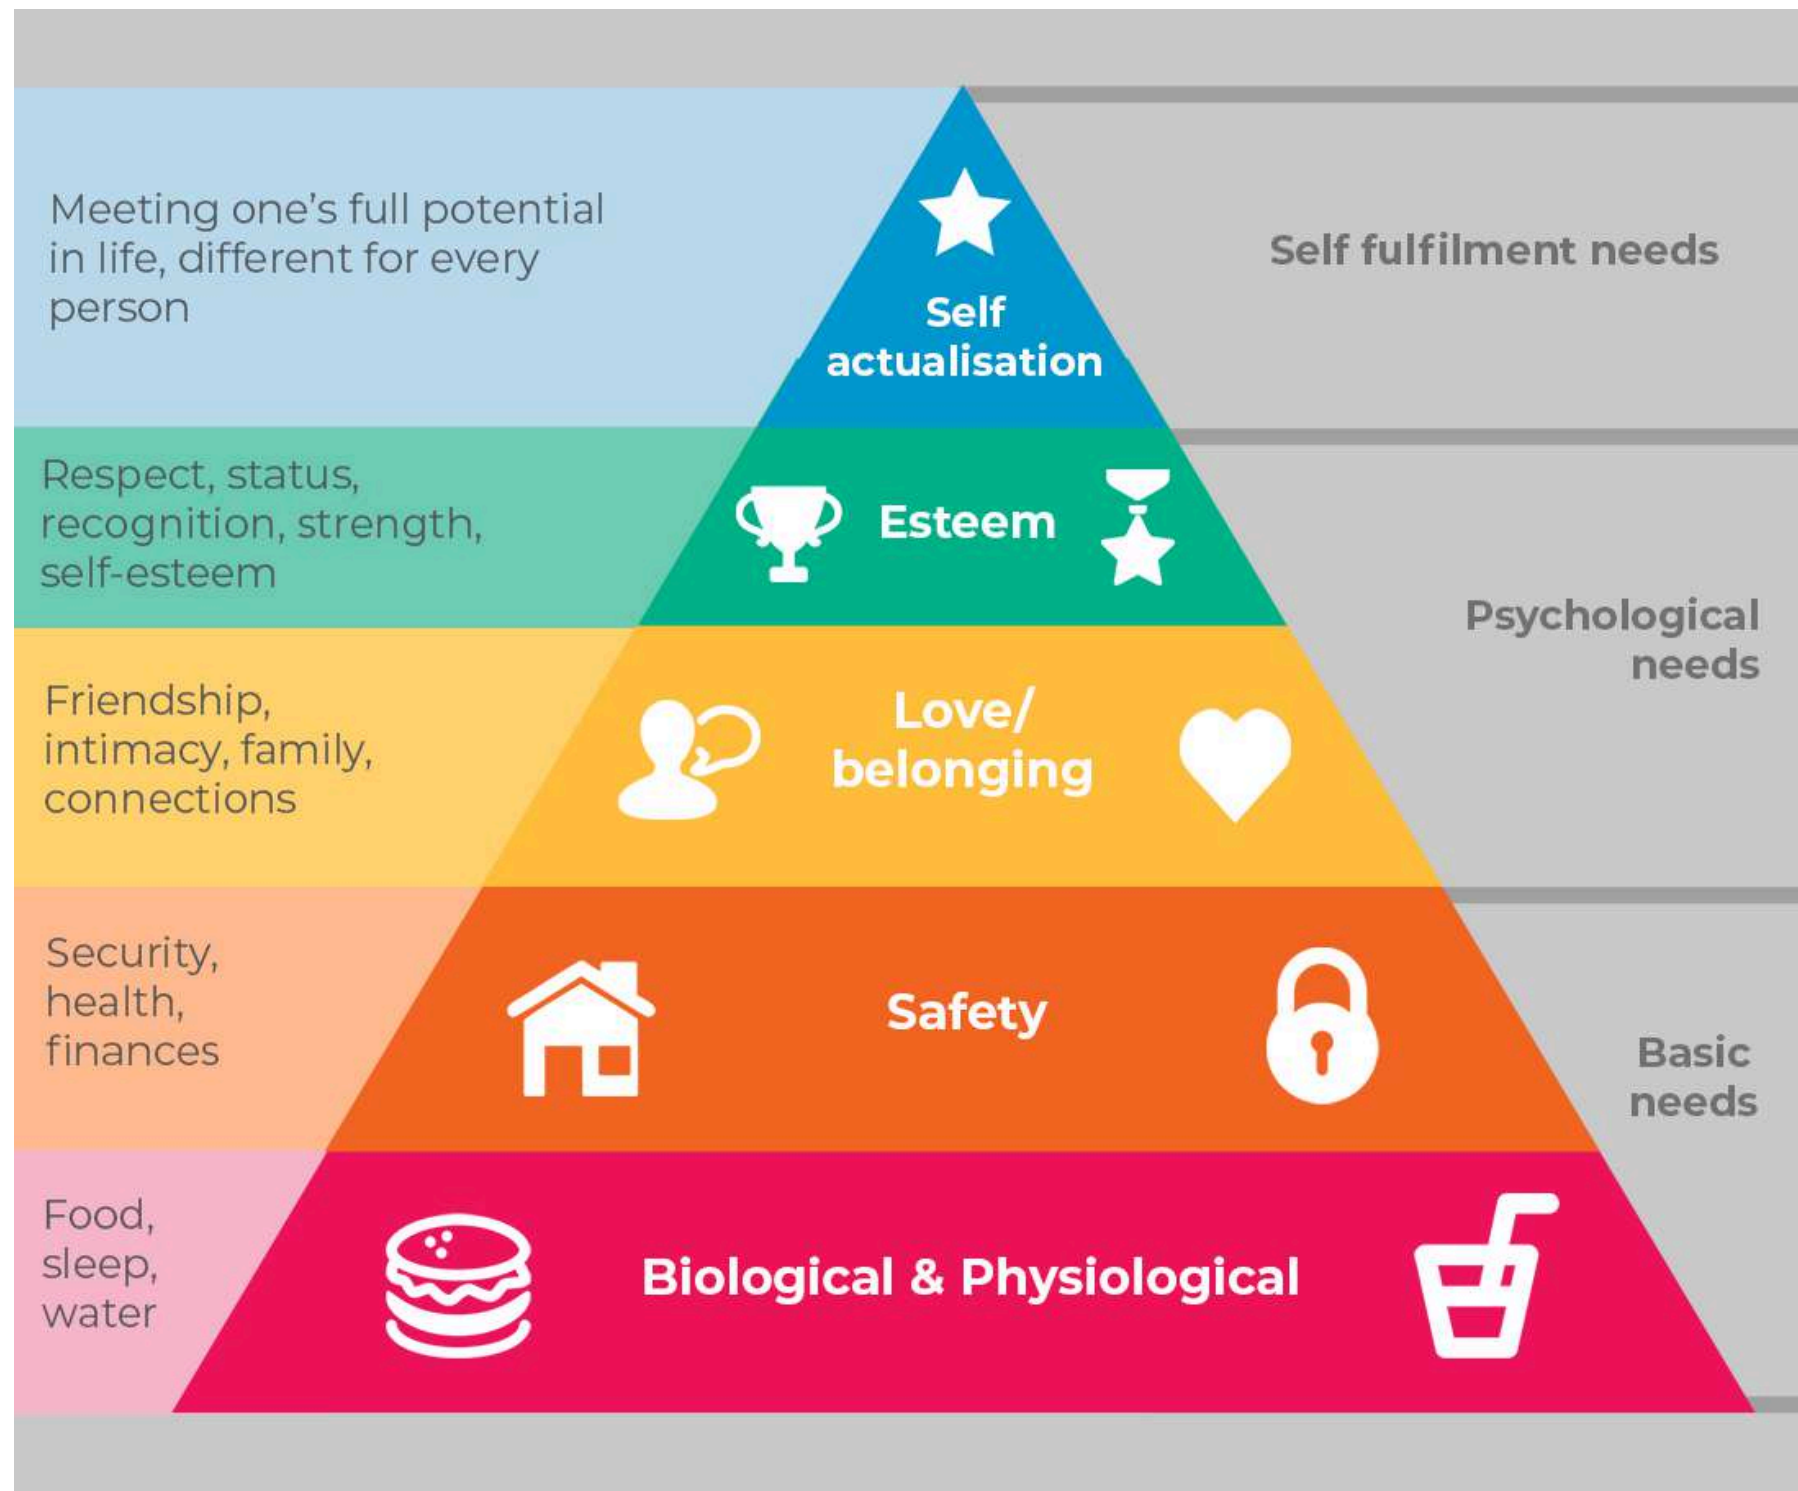 Meeting one's full potential
in life, different for every
person
Self
actualisation
Self fulfilment needs
Respect, status,
recognition, strength,
self-esteem
Esteem
Psychological
needs
Friendship,
intimacy, family,
connections
Love/
belonging
Security,
health,
finances
Safety
Basic
needs
Food,
sleep,
water
Biological & Physiological